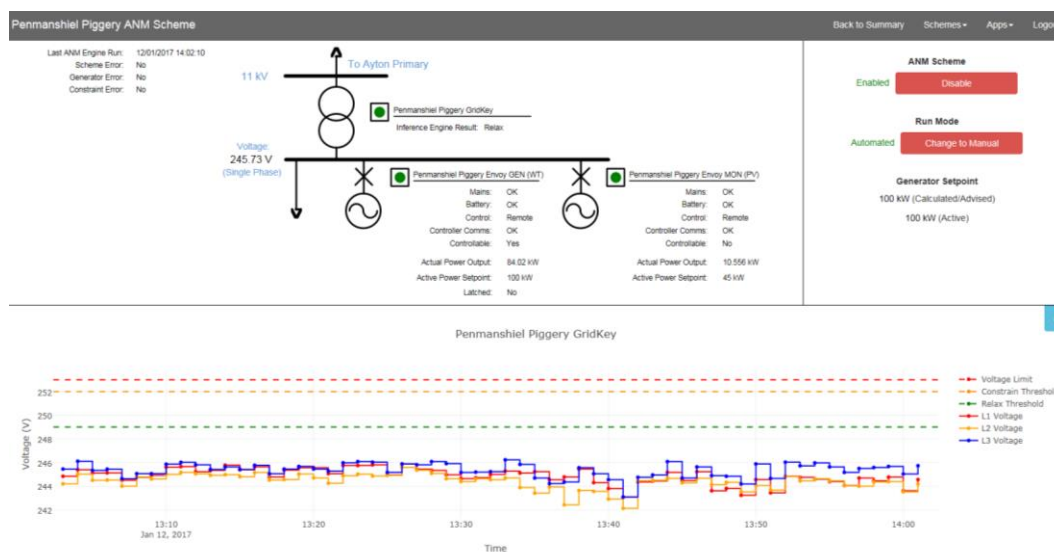 Penmanshiel Piggery ANM Scheme
Back to Summary Schemes Apps Logo
Last ANM Engine Run: 12/01/2017 14:02:10
Scheme Error: No
Generator Error: No
Constraint Error: No
To Ayton Primary
11 kV
Penmanshiel Piggery GridKey
Inference Engine Result: Relax
Voltage:
245.73 V
(Single Phase)
Penmanshiel Piggery Envoy GEN (WT)
Mains: OK
Battery: OK
Control: Remote
Controller Comms: OK
Controllable: Yes
Actual Power Output: 84.02 kW
Active Power Setpoint: 100 kW
Latched: No
Penmanshiel Piggery Envoy MON (PV)
Mains: OK
Battery: OK
Control: Remote
Controller Comms: OK
Controllable: No
Actual Power Output: 10.556 kW
Active Power Setpoint: 45 kW
ANM Scheme
Enabled Disable
Run Mode
Automated Change to Manual
Generator Setpoint
100 kW (Calculated/Advised)
100 kW (Active)
Penmanshiel Piggery GridKey
Voltage (V)
252
250
248
246
244
242
Voltage Limit
Constrain Threshol
Relax Threshold
L1 Voltage
L2 Voltage
L3 Voltage
13:10 13:20 13:30 13:40 13:50 14:00
Jan 12, 2017
Time